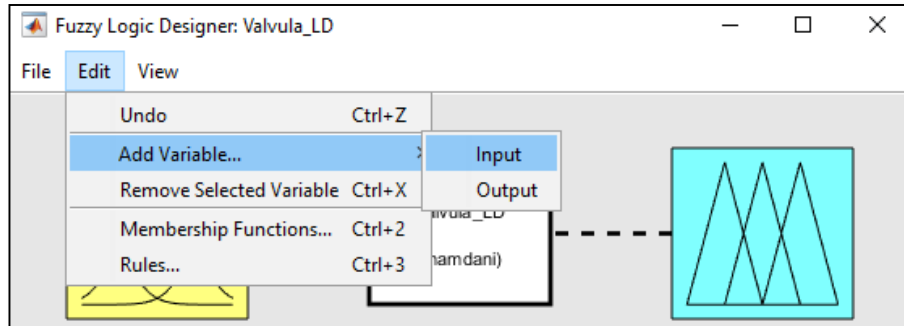 Fuzzy Logic Designer: Valvula_LD
File Edit View
Undo Ctrl+Z
Add Variable... Input
Remove Selected Variable Ctrl+X Output
Membership Functions... Ctrl+2
Rules... Ctrl+3